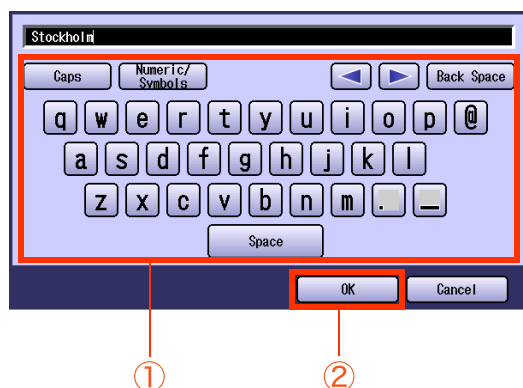 Stockholm
Caps Numeric/ Symbols Back Space
q w e r t y u i o p @
a s d f g h j k l
z x c v b n m . _
Space
OK Cancel
① ②